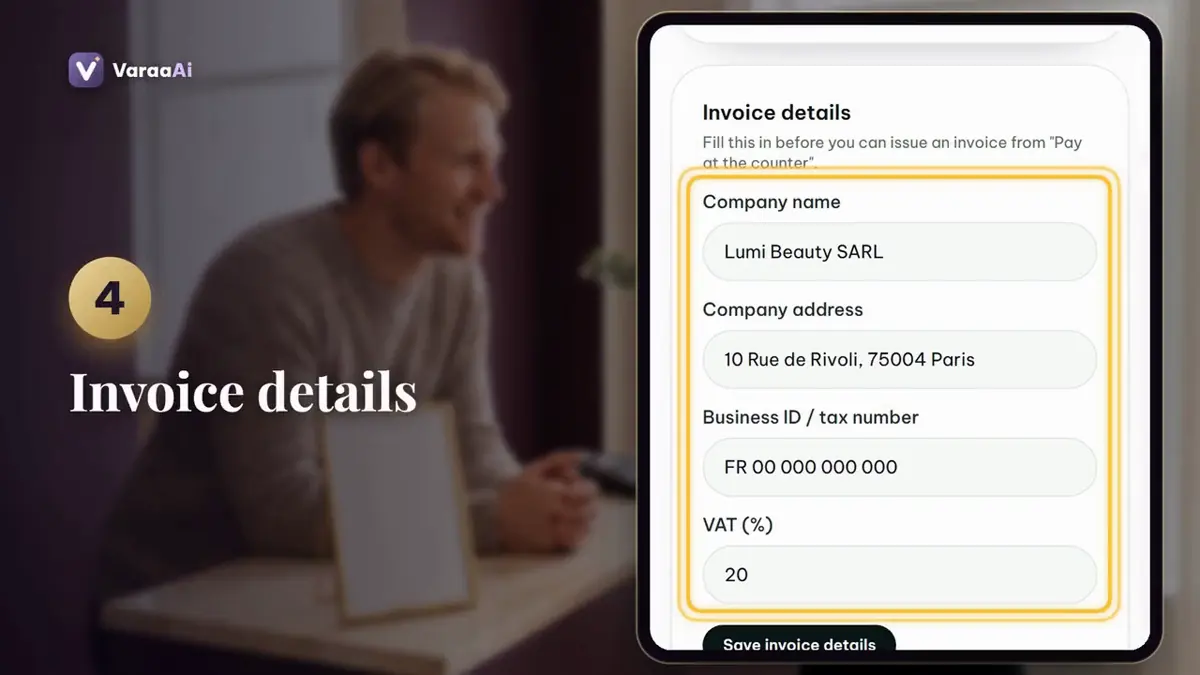 VaraaAi
4
Invoice details
Invoice details
Fill this in before you can issue an invoice from "Pay
at the counter".
Company name
Lumi Beauty SARL
Company address
10 Rue de Rivoli, 75004 Paris
Business ID / tax number
FR 00 000 000 000
VAT (%)
20
Save invoice details